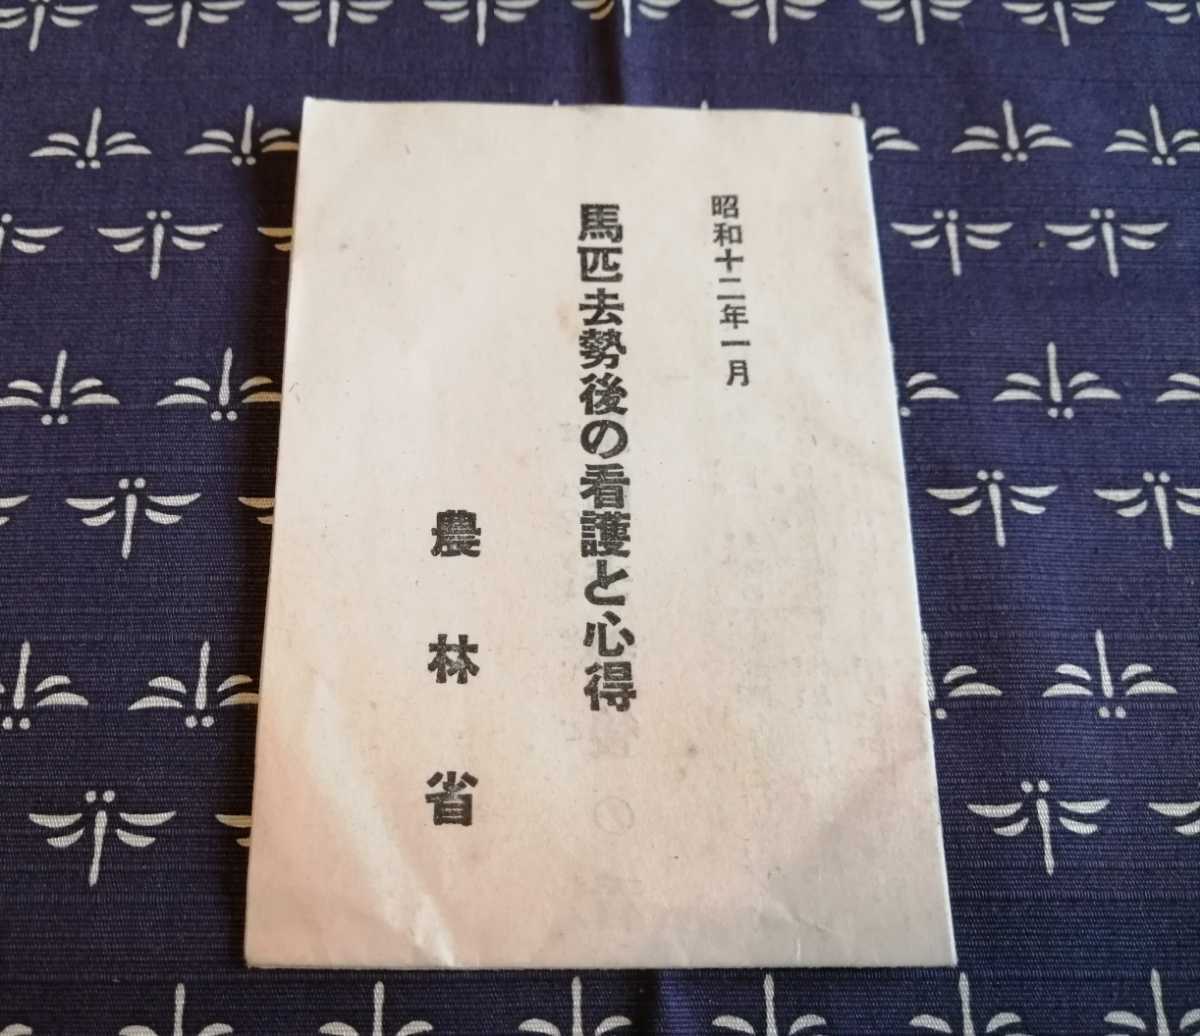 昭和十二年一月
馬匹去勢後の看護と心得
農林省